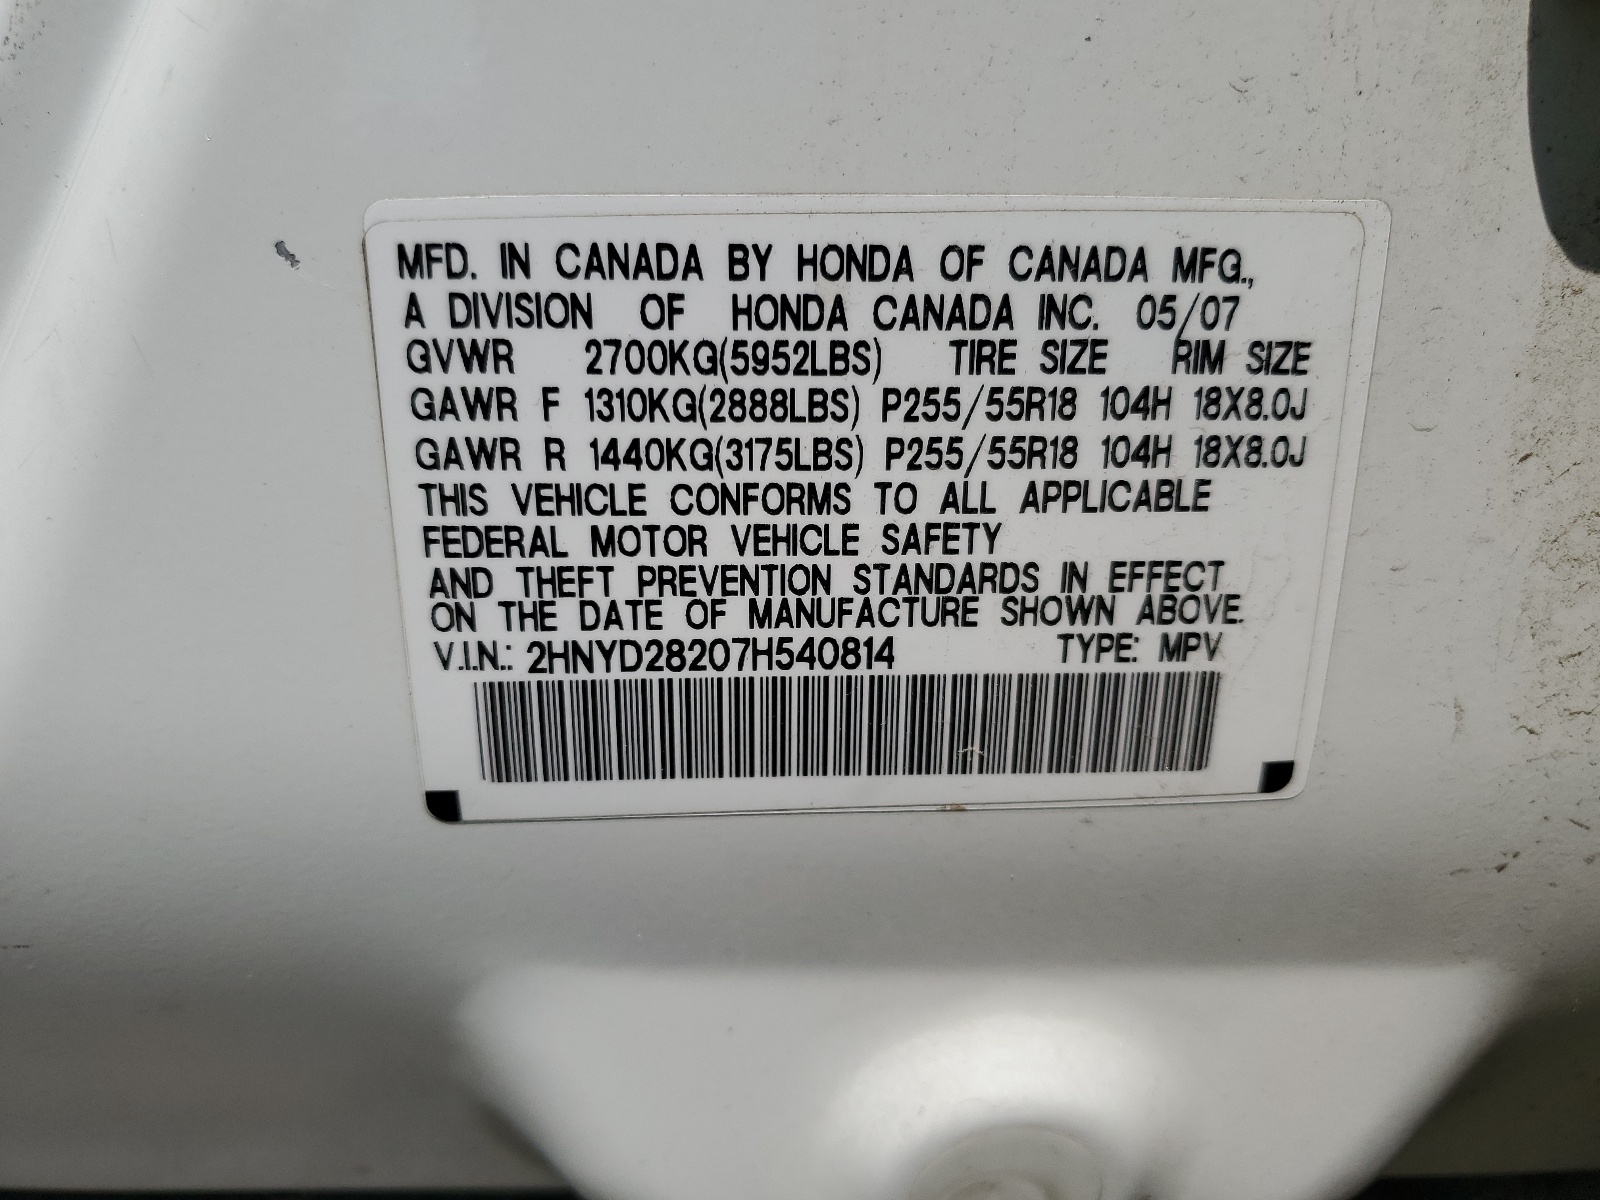 MFD. IN CANADA BY HONDA OF CANADA MFG.,
A DIVISION OF HONDA CANADA INC. 05/07
GVWR 2700KG(5952LBS) TIRE SIZE RIM SIZE
GAWR F 1310KG(2888LBS) P255/55R18 104H 18X8.0J
GAWR R 1440KG(3175LBS) P255/55R18 104H 18X8.0J
THIS VEHICLE CONFORMS TO ALL APPLICABLE
FEDERAL MOTOR VEHICLE SAFETY
AND THEFT PREVENTION STANDARDS IN EFFECT
ON THE DATE OF MANUFACTURE SHOWN ABOVE.
V.I.N.: 2HNYD28207H540814 TYPE: MPV